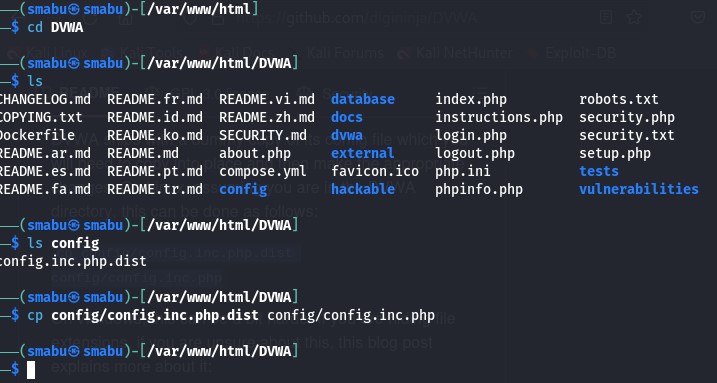 (smabu㉿smabu)-[/var/www/html]
$ cd DVWA
(smabu㉿smabu)-[/var/www/html/DVWA]
$ ls
CHANGELOG.md README.fr.md README.vi.md database index.php robots.txt
COPYING.txt README.id.md README.zh.md docs instructions.php security.php
Dockerfile README.ko.md SECURITY.md dvwa login.php security.txt
README.ar.md README.md about.php external logout.php setup.php
README.es.md README.pt.md compose.yml favicon.ico php.ini tests
README.fa.md README.tr.md config hackable phpinfo.php vulnerabilities
(smabu㉿smabu)-[/var/www/html/DVWA]
$ ls config
config.inc.php.dist
(smabu㉿smabu)-[/var/www/html/DVWA]
$ cp config/config.inc.php.dist config/config.inc.php
(smabu㉿smabu)-[/var/www/html/DVWA]
$